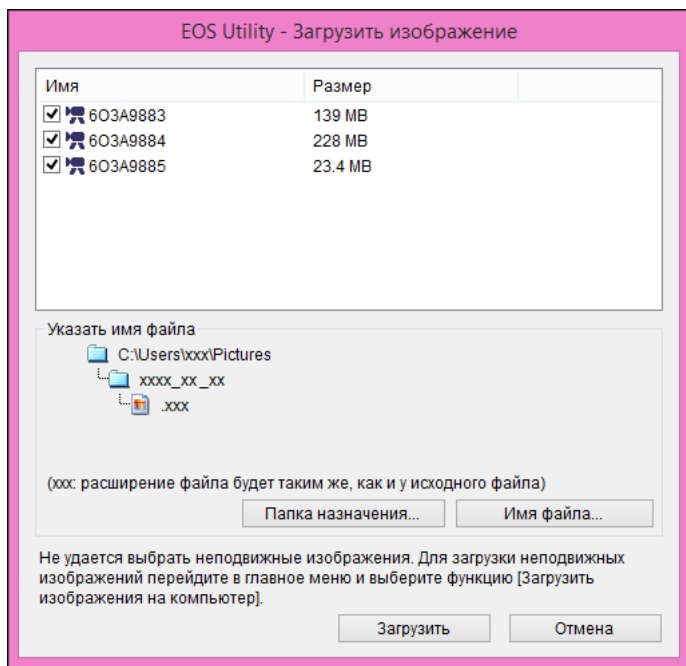 EOS Utility - Загрузить изображение
Имя Размер
6O3A9883 139 MB
6O3A9884 228 MB
6O3A9885 23.4 MB
Указать имя файла
C:\Users\xxx\Pictures
xxxx_xx_xx
.xxx
(xxx: расширение файла будет таким же, как и у исходного файла)
Папка назначения... Имя файла...
Не удается выбрать неподвижные изображения. Для загрузки неподвижных
изображений перейдите в главное меню и выберите функцию [Загрузить
изображения на компьютер].
Загрузить Отмена